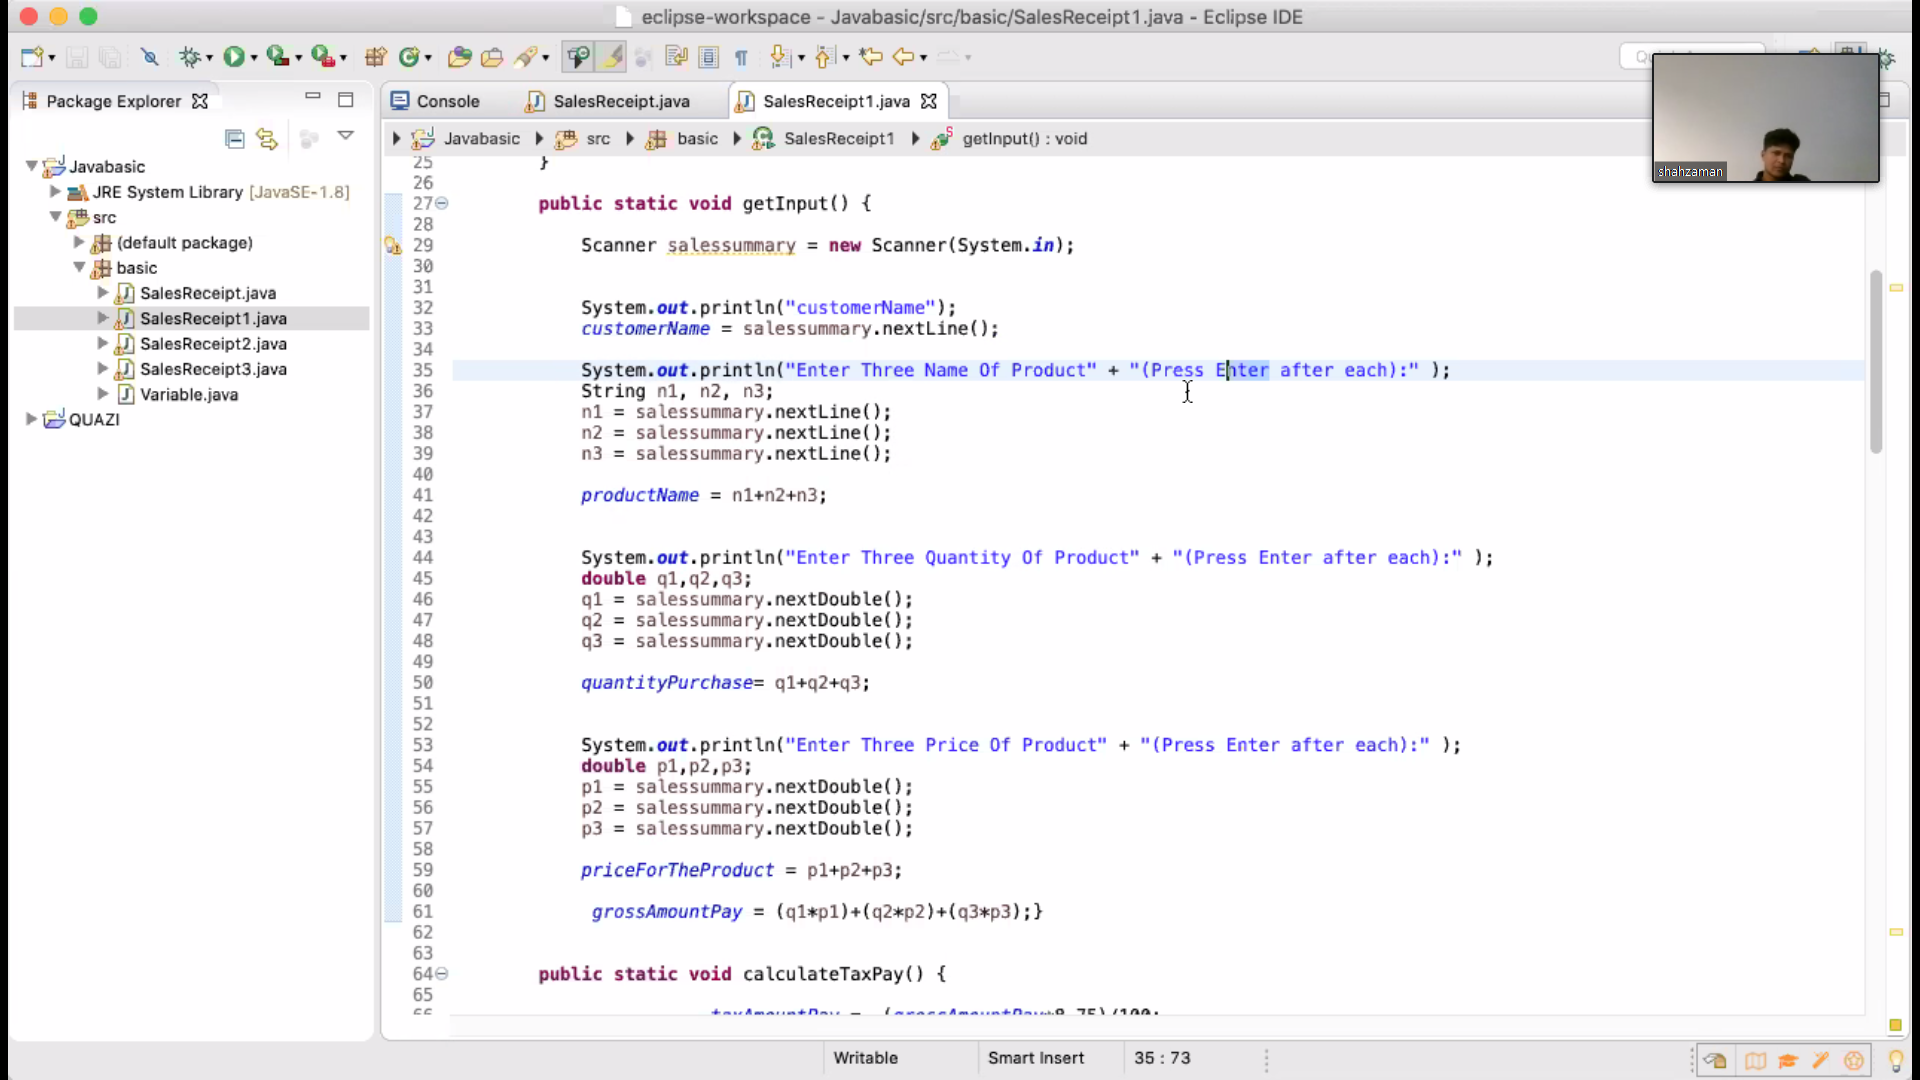 eclipse-workspace - Javabasic/src/basic/SalesReceipt1.java - Eclipse IDE
Package Explorer
Console SalesReceipt.java SalesReceipt1.java
Javabasic src basic SalesReceipt1 getInput() : void
shahzaman
Javabasic
JRE System Library [JavaSE-1.8]
src
(default package)
basic
SalesReceipt.java
SalesReceipt1.java
SalesReceipt2.java
SalesReceipt3.java
Variable.java
QUAZI
25 }
26
27 public static void getInput() {
28
29 Scanner salessummary = new Scanner(System.in);
30
31
32 System.out.println("customerName");
33 customerName = salessummary.nextLine();
34
35 System.out.println("Enter Three Name Of Product" + "(Press Enter after each):" );
36 String n1, n2, n3;
37 n1 = salessummary.nextLine();
38 n2 = salessummary.nextLine();
39 n3 = salessummary.nextLine();
40
41 productName = n1+n2+n3;
42
43
44 System.out.println("Enter Three Quantity Of Product" + "(Press Enter after each):" );
45 double q1,q2,q3;
46 q1 = salessummary.nextDouble();
47 q2 = salessummary.nextDouble();
48 q3 = salessummary.nextDouble();
49
50 quantityPurchase= q1+q2+q3;
51
52
53 System.out.println("Enter Three Price Of Product" + "(Press Enter after each):" );
54 double p1,p2,p3;
55 p1 = salessummary.nextDouble();
56 p2 = salessummary.nextDouble();
57 p3 = salessummary.nextDouble();
58
59 priceForTheProduct = p1+p2+p3;
60
61 grossAmountPay = (q1*p1)+(q2*p2)+(q3*p3);}
62
63
64 public static void calculateTaxPay() {
65
66 taxAmountPay = (grossAmountPay*8.75)/100;
Writable Smart Insert 35 : 73